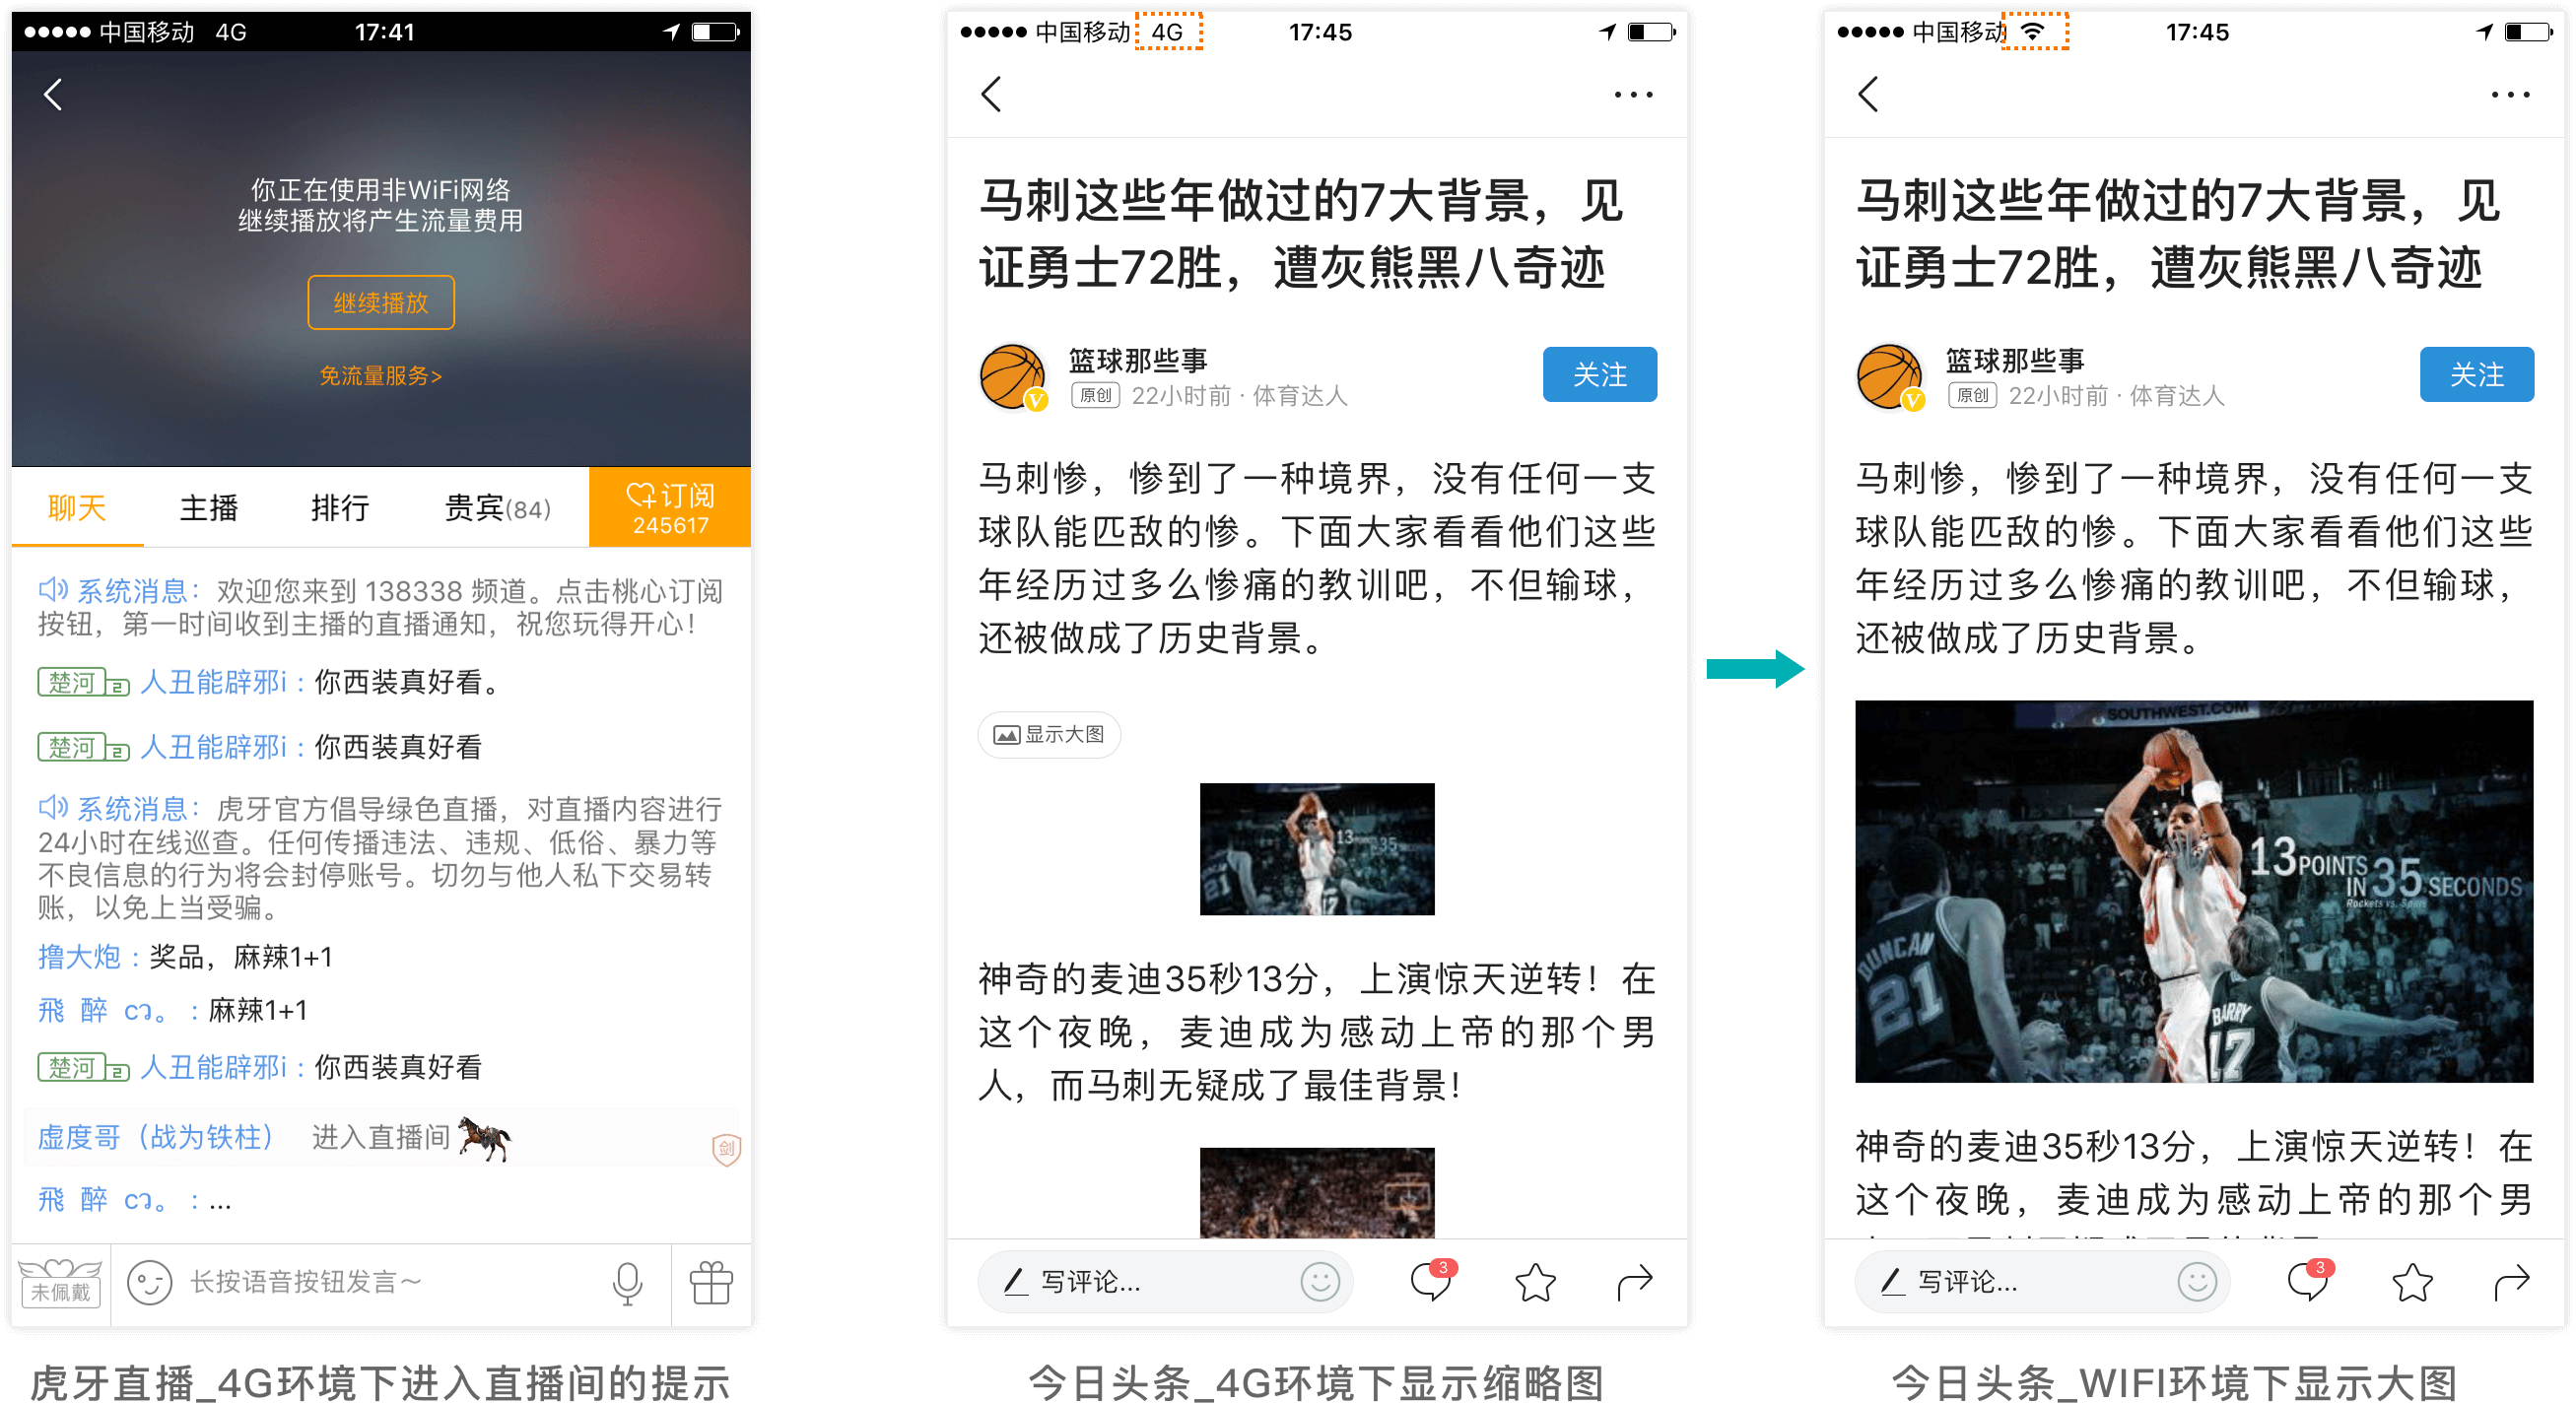 中国移动 4G 17:41
你正在使用非WiFi网络
继续播放将产生流量费用
继续播放
免流量服务>
聊天 主播 排行 贵宾(84) 订阅
245617
系统消息：欢迎您来到 138338 频道。点击桃心订阅
按钮，第一时间收到主播的直播通知，祝您玩得开心！
楚河 2 人丑能辟邪i：你西装真好看。
楚河 2 人丑能辟邪i：你西装真好看
系统消息：虎牙官方倡导绿色直播，对直播内容进行
24小时在线巡查。任何传播违法、违规、低俗、暴力等
不良信息的行为将会封停账号。切勿与他人私下交易转
账，以免上当受骗。
撸大炮：奖品，麻辣1+1
飛 醉 。：麻辣1+1
楚河 2 人丑能辟邪i：你西装真好看
虚度哥（战为铁柱） 进入直播间
剑
飛 醉 。：...
未佩戴 长按语音按钮发言～
虎牙直播_4G环境下进入直播间的提示
中国移动 4G 17:45
马刺这些年做过的7大背景，见
证勇士72胜，遭灰熊黑八奇迹
篮球那些事
原创 22小时前 · 体育达人
关注
马刺惨，惨到了一种境界，没有任何一支
球队能匹敌的惨。下面大家看看他们这些
年经历过多么惨痛的教训吧，不但输球，
还被做成了历史背景。
显示大图
13 35
21
17
神奇的麦迪35秒13分，上演惊天逆转！在
这个夜晚，麦迪成为感动上帝的那个男
人，而马刺无疑成了最佳背景！
写评论... 3
今日头条_4G环境下显示缩略图
中国移动 17:45
马刺这些年做过的7大背景，见
证勇士72胜，遭灰熊黑八奇迹
篮球那些事
原创 22小时前 · 体育达人
关注
马刺惨，惨到了一种境界，没有任何一支
球队能匹敌的惨。下面大家看看他们这些
年经历过多么惨痛的教训吧，不但输球，
还被做成了历史背景。
SOUTHWEST.COM
13 POINTS
IN 35 SECONDS
Rockets vs. Spurs
DUNCAN
21
BARRY
17
神奇的麦迪35秒13分，上演惊天逆转！在
这个夜晚，麦迪成为感动上帝的那个男
写评论... 3
今日头条_WIFI环境下显示大图